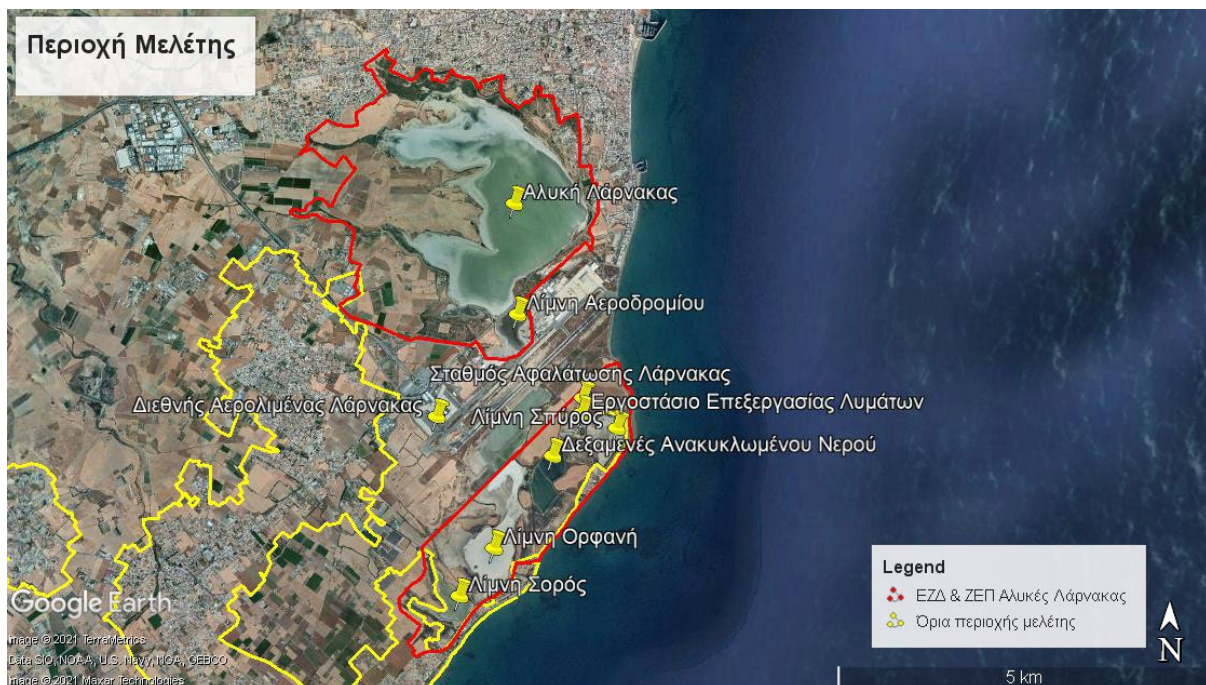 Περιοχή Μελέτης
Αλυκή Λάρνακας
Λίμνη Αεροδρομίου
Σταθμός Αφαλάτωσης Λάρνακας
Διεθνής Αερολιμένας Λάρνακας
Εργοστάσιο Επεξεργασίας Λυμάτων
Λίμνη Σπύρος
Δεξαμενές Ανακυκλωμένου Νερού
Λίμνη Ορφανή
Λίμνη Σορός
Legend
ΕΖΔ & ΖΕΠ Αλυκές Λάρνακας
Όρια περιοχής μελέτης
Google Earth
Image © 2021 TerraMetrics
Data SIO, NOAA, U.S. Navy, NGA, GEBCO
Image © 2021 Maxar Technologies
N
5 km